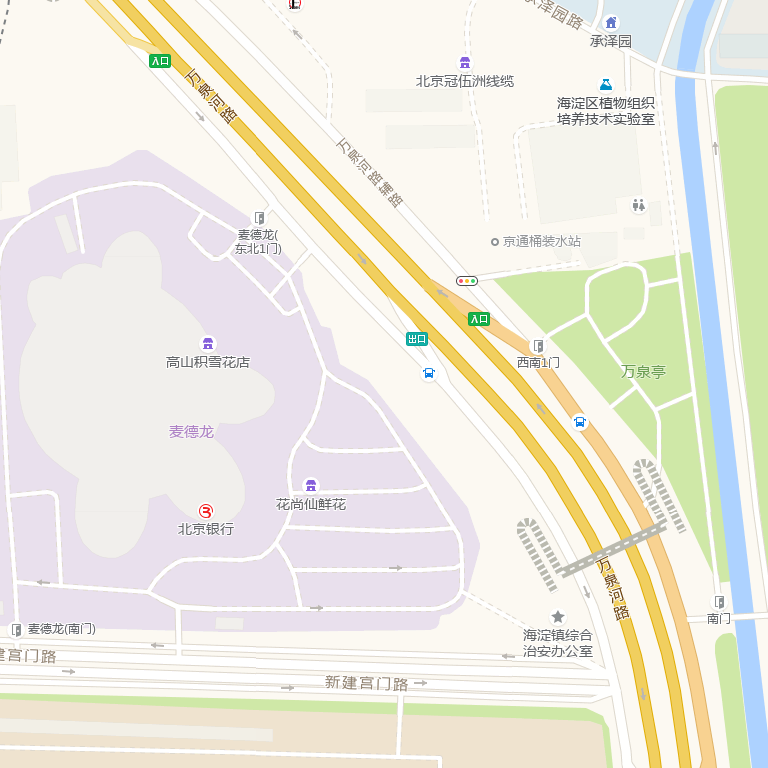 承泽园路
承泽园
入口
北京冠伍洲线缆
万泉河路
海淀区植物组织
培养技术实验室
万泉河路辅路
麦德龙(
东北1门)
京通桶装水站
入口
出口
西南1门
高山积雪花店
万泉亭
麦德龙
花尚仙鲜花
北京银行
万泉河路
南门
麦德龙(南门)
海淀镇综合
治安办公室
建宫门路
新建宫门路